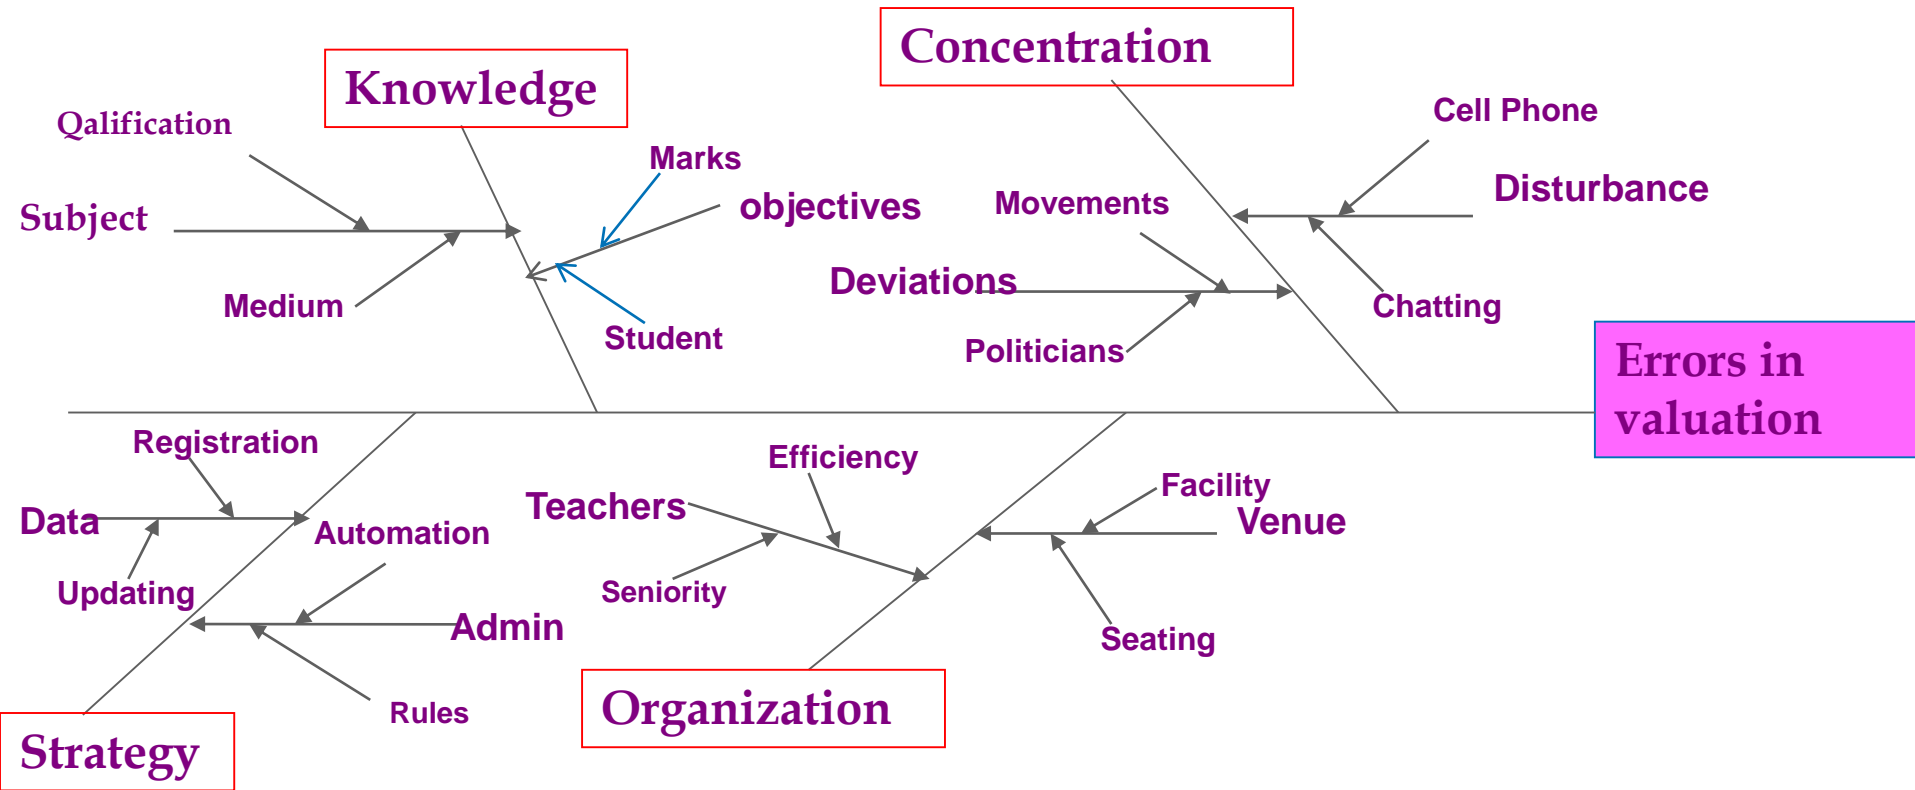 Concentration
Knowledge
Cell Phone
Qalification
Marks
Disturbance
Subject
objectives
Movements
Deviations
Medium
Chatting
Student
Politicians
Errors in
valuation
Registration
Efficiency
Facility
Data
Teachers
Venue
Automation
Updating
Seniority
Admin
Seating
Rules
Organization
Strategy